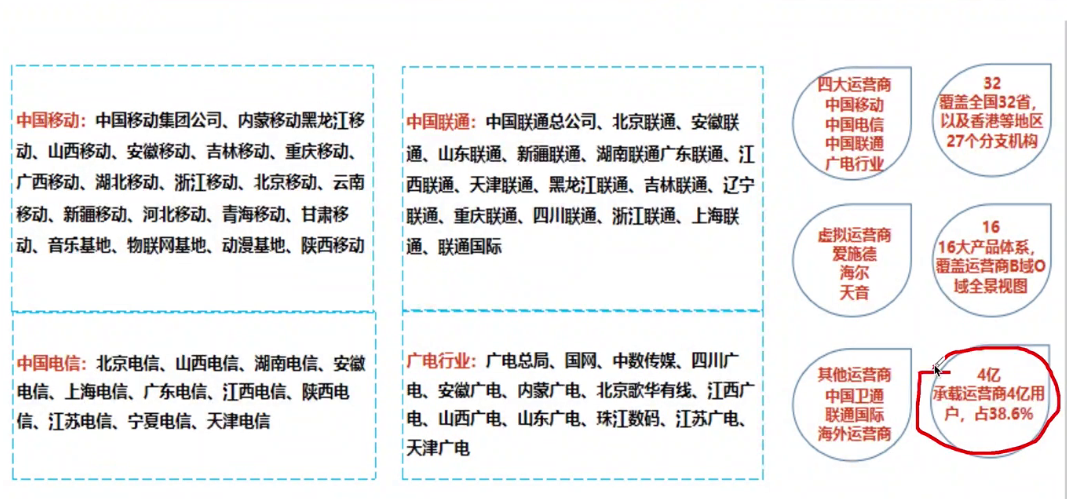 中国移动：中国移动集团公司、内蒙移动黑龙江移
动、山西移动、安徽移动、吉林移动、重庆移动、
广西移动、湖北移动、浙江移动、北京移动、云南
移动、新疆移动、河北移动、青海移动、甘肃移
动、音乐基地、物联网基地、动漫基地、陕西移动
中国联通：中国联通总公司、北京联通、安徽联
通、山东联通、新疆联通、湖南联通广东联通、江
西联通、天津联通、黑龙江联通、吉林联通、辽宁
联通、重庆联通、四川联通、浙江联通、上海联
通、联通国际
四大运营商
中国移动
中国电信
中国联通
广电行业
32
覆盖全国32省，
以及香港等地区
27个分支机构
虚拟运营商
爱施德
海尔
天音
16
16大产品体系，
覆盖运营商B域O
域全景视图
中国电信：北京电信、山西电信、湖南电信、安徽
电信、上海电信、广东电信、江西电信、陕西电
信、江苏电信、宁夏电信、天津电信
广电行业：广电总局、国网、中数传媒、四川广
电、安徽广电、内蒙广电、北京歌华有线、江西广
电、山西广电、山东广电、珠江数码、江苏广电、
天津广电
其他运营商
中国卫通
联通国际
海外运营商
4亿
承载运营商4亿用
户，占38.6%